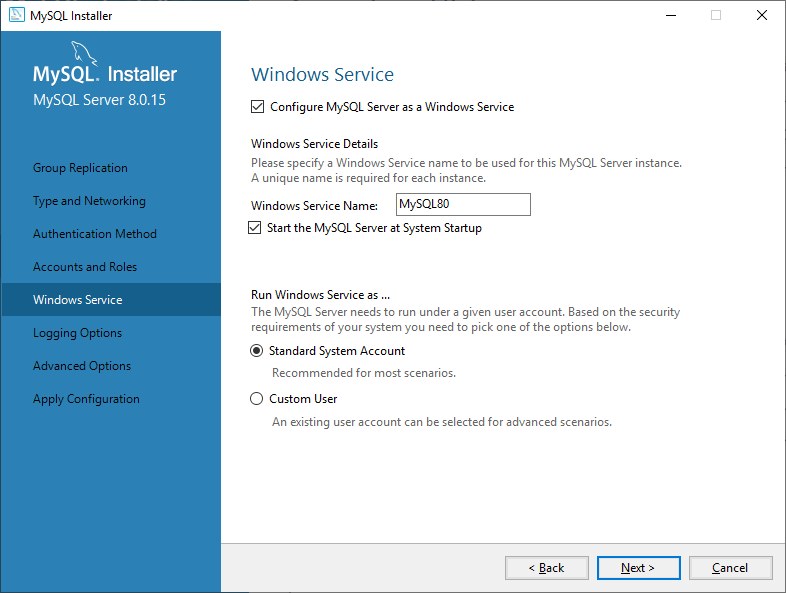 MySQL Installer
MySQL. Installer
MySQL Server 8.0.15
Group Replication
Type and Networking
Authentication Method
Accounts and Roles
Windows Service
Logging Options
Advanced Options
Apply Configuration
Windows Service
Configure MySQL Server as a Windows Service
Windows Service Details
Please specify a Windows Service name to be used for this MySQL Server instance.
A unique name is required for each instance.
Windows Service Name: MySQL80
Start the MySQL Server at System Startup
Run Windows Service as ...
The MySQL Server needs to run under a given user account. Based on the security
requirements of your system you need to pick one of the options below.
Standard System Account
Recommended for most scenarios.
Custom User
An existing user account can be selected for advanced scenarios.
< Back Next > Cancel